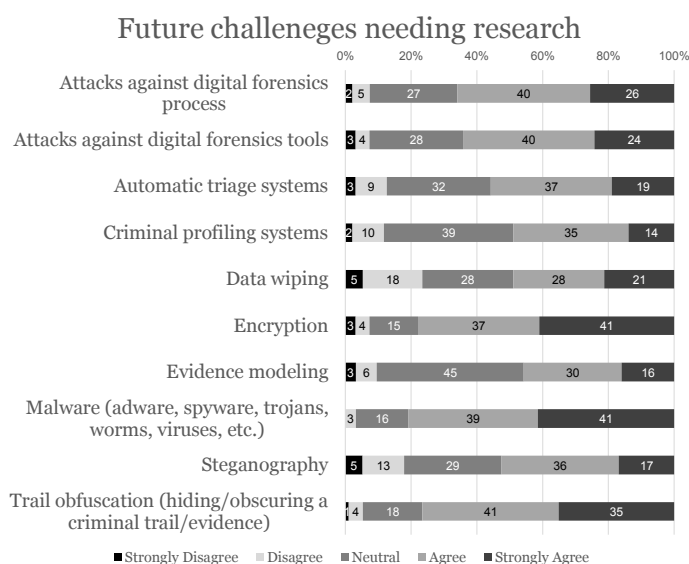 Future challeneges needing research
0% 20% 40% 60% 80% 100%
Attacks against digital forensics
process
2 5 27 40 26
Attacks against digital forensics tools
3 4 28 40 24
Automatic triage systems
3 9 32 37 19
Criminal profiling systems
2 10 39 35 14
Data wiping
5 18 28 28 21
Encryption
3 4 15 37 41
Evidence modeling
3 6 45 30 16
Malware (adware, spyware, trojans,
worms, viruses, etc.)
3 16 39 41
Steganography
5 13 29 36 17
Trail obfuscation (hiding/obscuring a
criminal trail/evidence)
1 4 18 41 35
Strongly Disagree Disagree Neutral Agree Strongly Agree